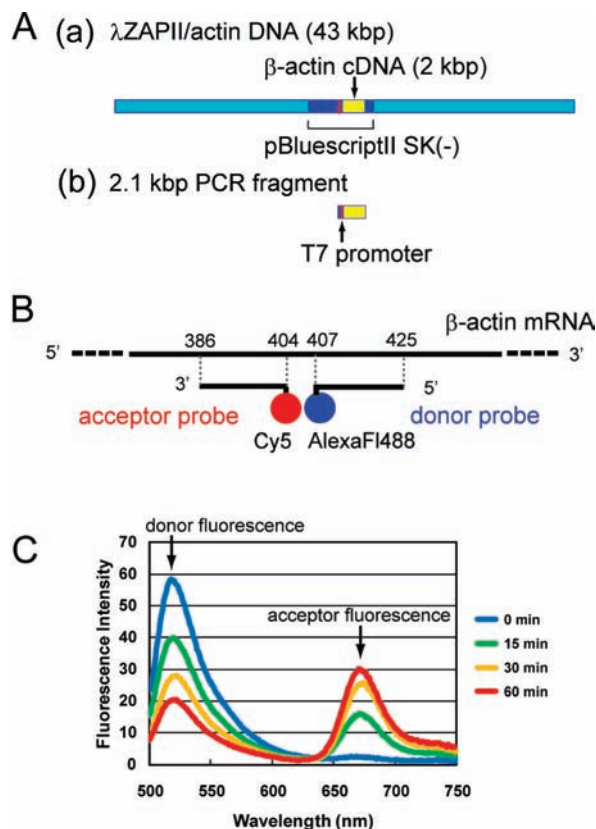 A
(a) λZAPII/actin DNA (43 kbp)
β-actin cDNA (2 kbp)
pBluescriptII SK(-)
(b) 2.1 kbp PCR fragment
T7 promoter
B
β-actin mRNA
386 404 407 425
5’ 3’
3’ 5’
acceptor probe donor probe
Cy5 AlexaFl488
C
donor fluorescence
acceptor fluorescence
Fluorescence Intensity
70
60
50
40
30
20
10
0
500 550 600 650 700 750
Wavelength (nm)
0 min
15 min
30 min
60 min